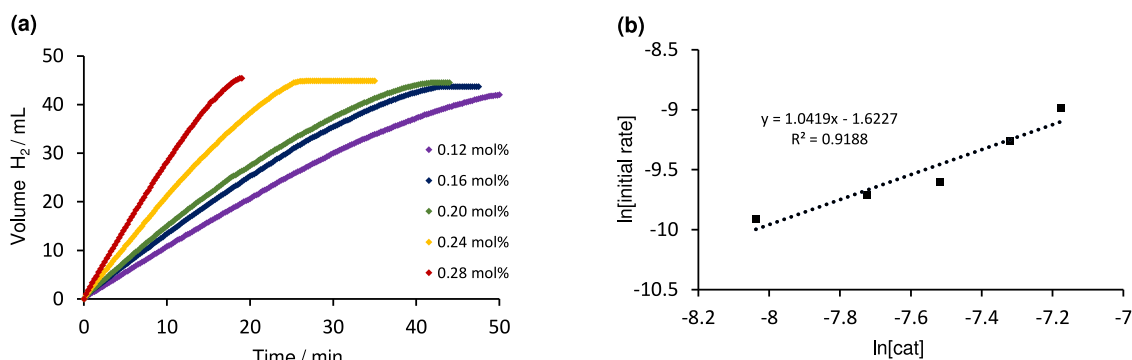 (a)
Volume H2 / mL
50
40
30
20
10
0
0 10 20 30 40 50
Time / min
0.12 mol%
0.16 mol%
0.20 mol%
0.24 mol%
0.28 mol%
(b)
ln[initial rate]
-8.5
-9
-9.5
-10
-10.5
-8.2 -8 -7.8 -7.6 -7.4 -7.2 -7
ln[cat]
y = 1.0419x - 1.6227
R² = 0.9188